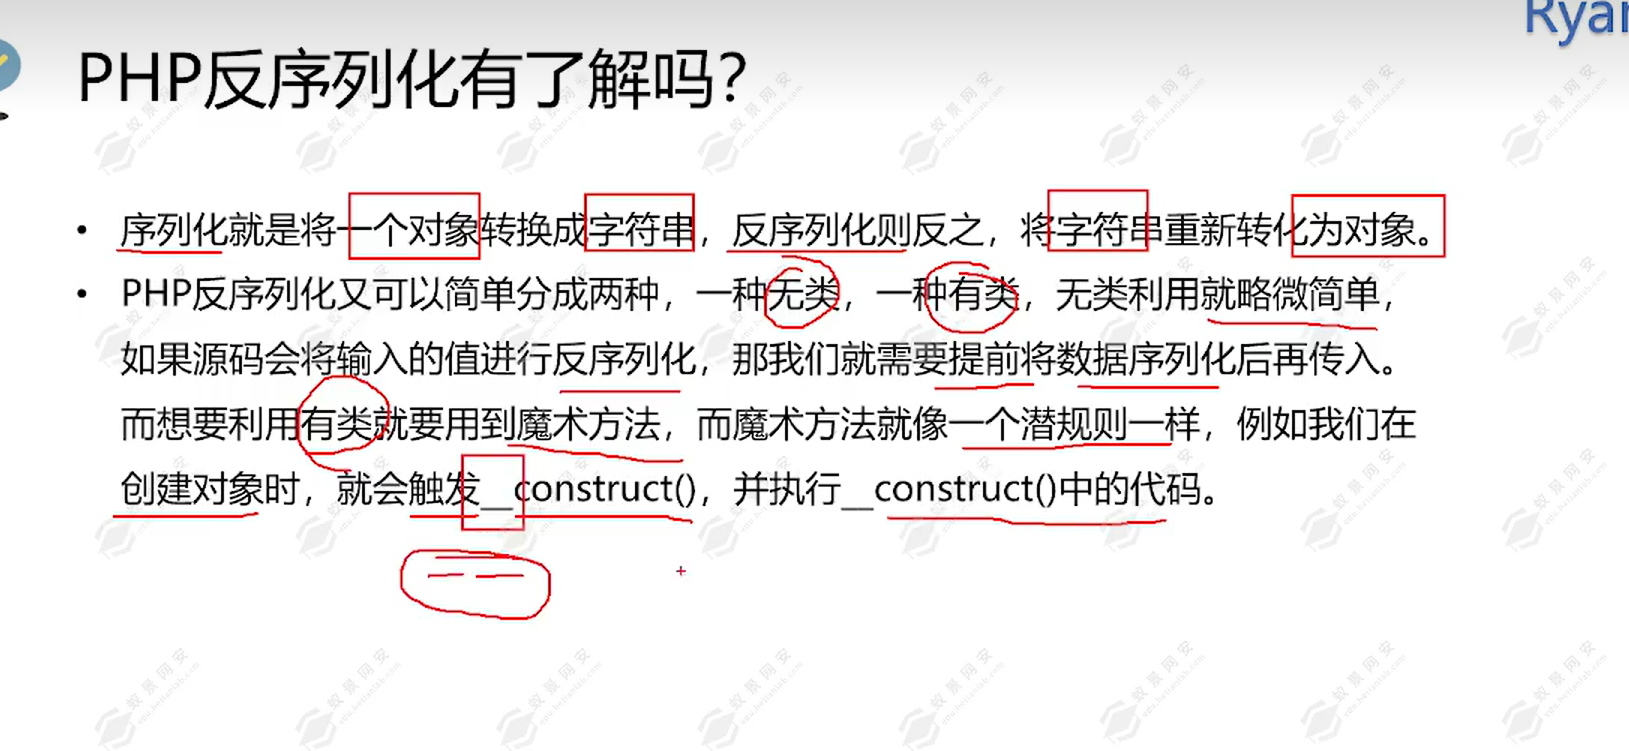 Ryan
PHP反序列化有了解吗？
• 序列化就是将一个对象转换成字符串，反序列化则反之，将字符串重新转化为对象。
• PHP反序列化又可以简单分成两种，一种无类，一种有类，无类利用就略微简单，
如果源码会将输入的值进行反序列化，那我们就需要提前将数据序列化后再传入。
而想要利用有类就要用到魔术方法，而魔术方法就像一个潜规则一样，例如我们在
创建对象时，就会触发__construct()，并执行__construct()中的代码。
蚁景网安
edu.hetianlab.com